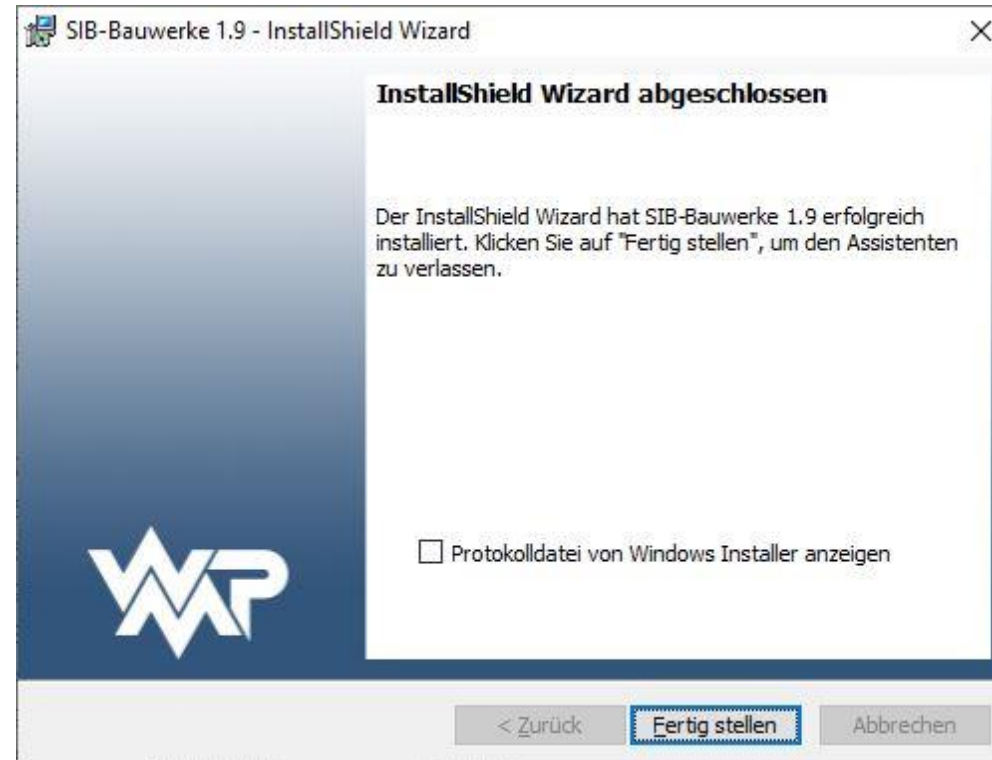 SIB-Bauwerke 1.9 - InstallShield Wizard
InstallShield Wizard abgeschlossen
Der InstallShield Wizard hat SIB-Bauwerke 1.9 erfolgreich
installiert. Klicken Sie auf "Fertig stellen", um den Assistenten
zu verlassen.
Protokolldatei von Windows Installer anzeigen
WMP
< Zurück Fertig stellen Abbrechen